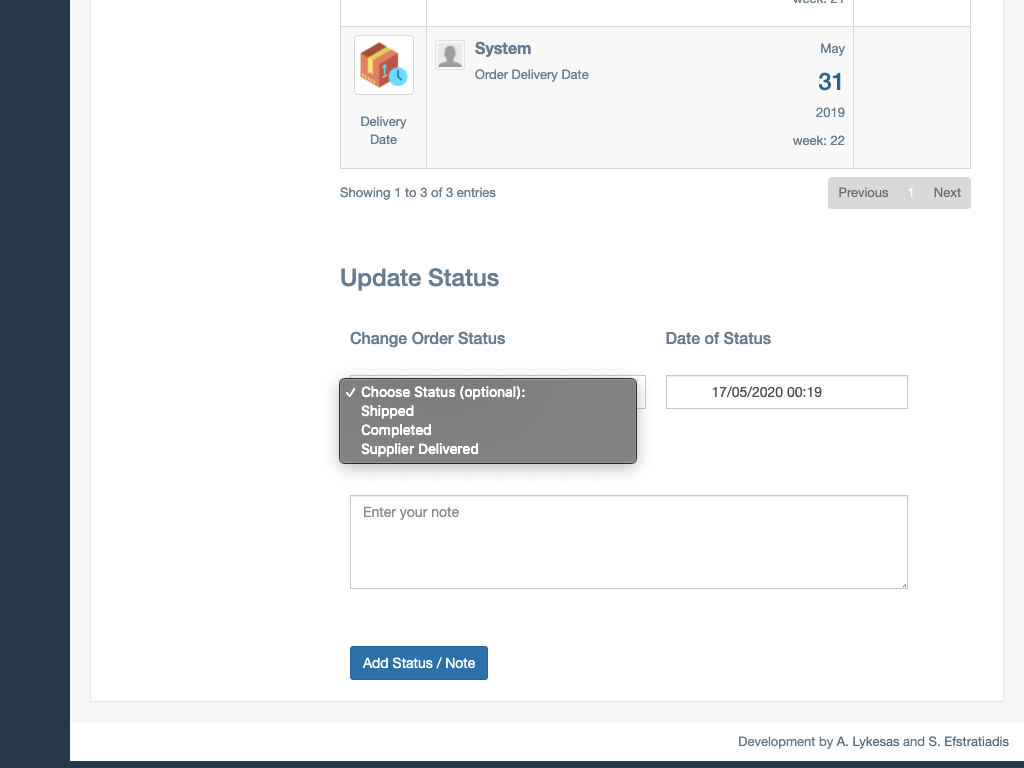 week: 21
System
May
Order Delivery Date
31
2019
Delivery
Date
week: 22
Showing 1 to 3 of 3 entries
Previous 1 Next
Update Status
Change Order Status
Date of Status
✓ Choose Status (optional):
Shipped
Completed
Supplier Delivered
17/05/2020 00:19
Enter your note
Add Status / Note
Development by A. Lykesas and S. Efstratiadis